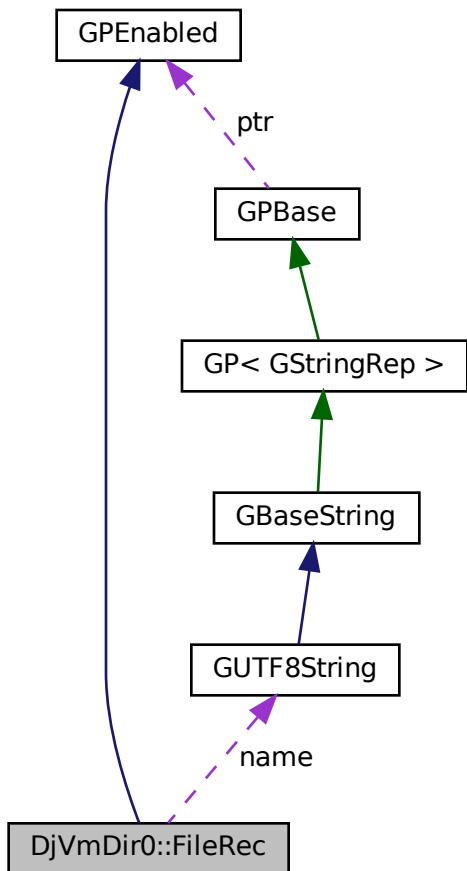 GPEnabled
ptr
GPBase
GP< GStringRep >
GBaseString
GUTF8String
name
DjVmDir0::FileRec